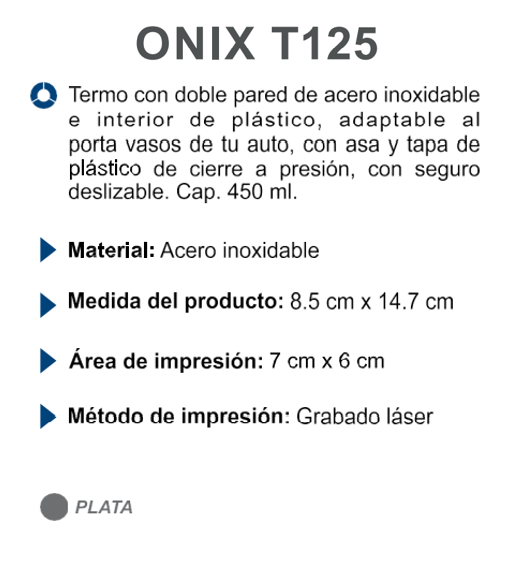 ONIX T125
Termo con doble pared de acero inoxidable
e interior de plástico, adaptable al
porta vasos de tu auto, con asa y tapa de
plástico de cierre a presión, con seguro
deslizable. Cap. 450 ml.
Material: Acero inoxidable
Medida del producto: 8.5 cm x 14.7 cm
Área de impresión: 7 cm x 6 cm
Método de impresión: Grabado láser
PLATA